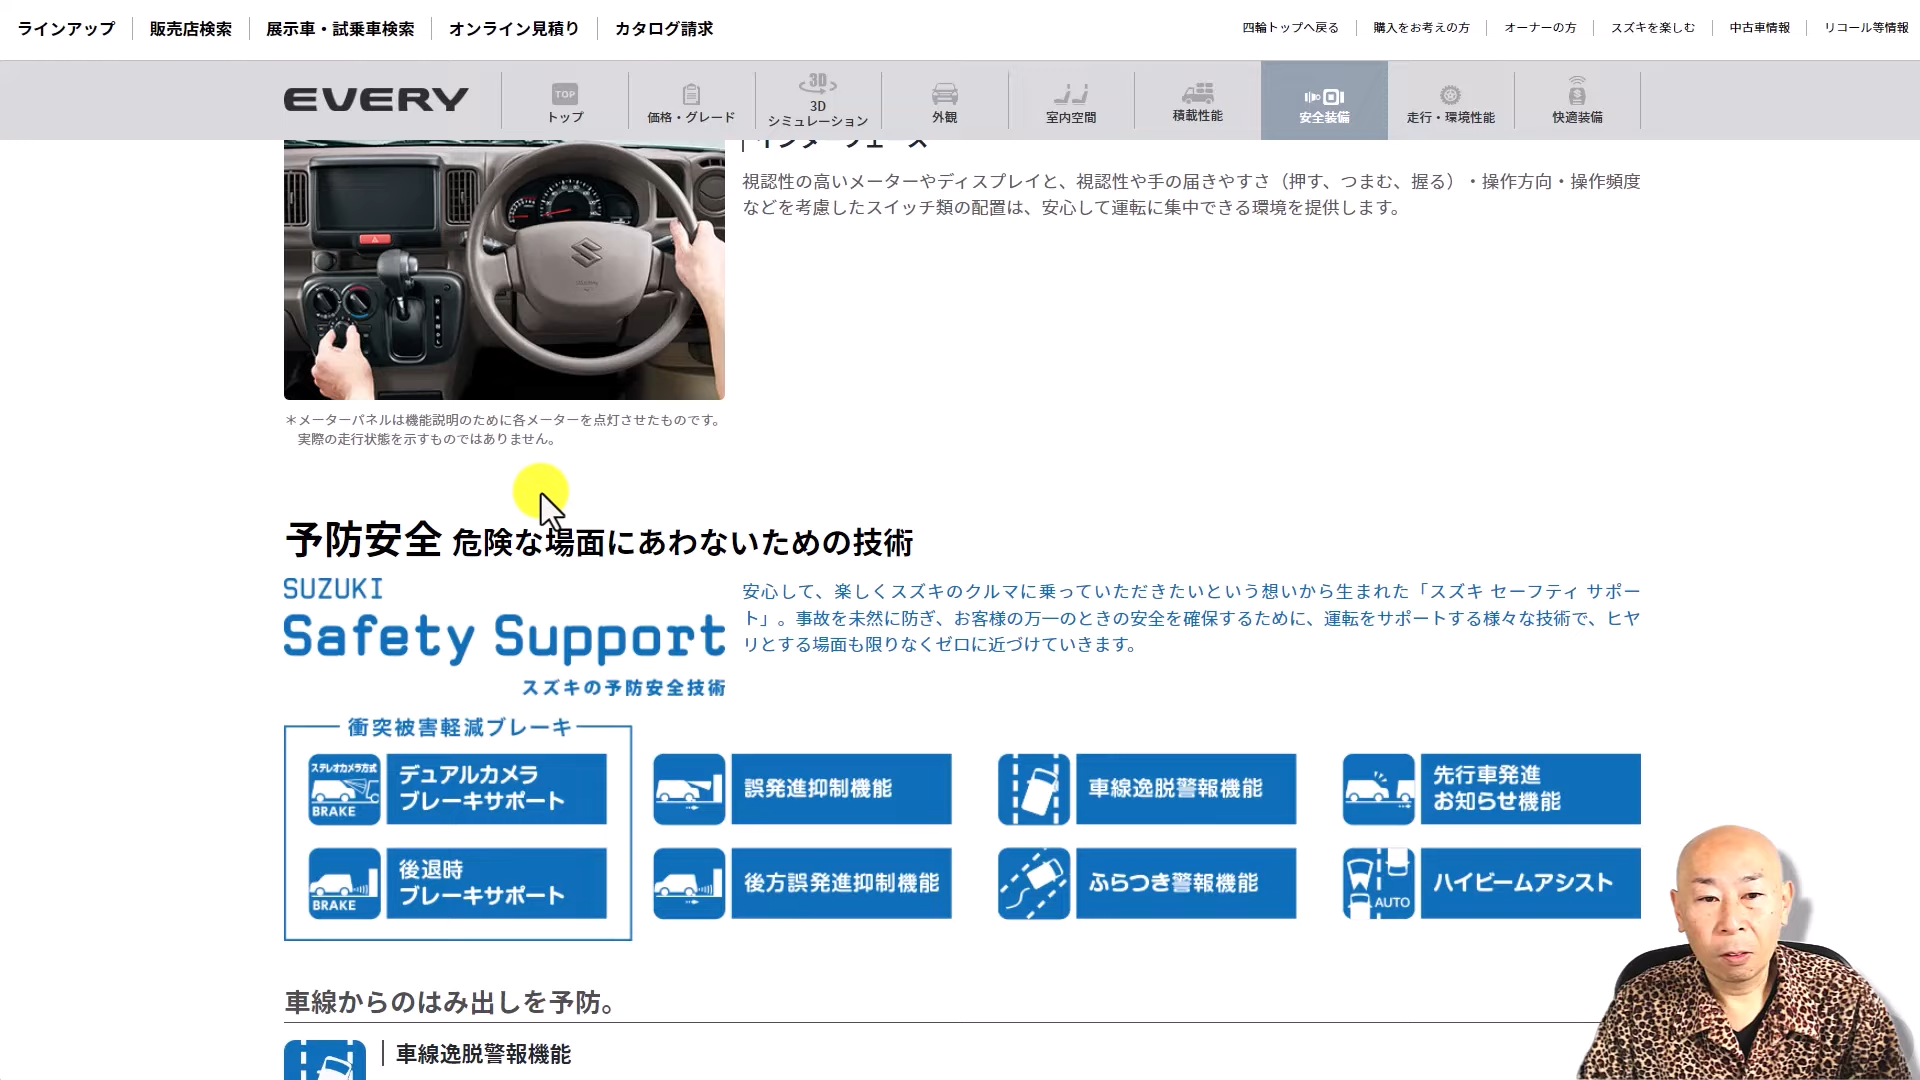 ラインアップ
販売店検索
展示車・試乗車検索
オンライン見積り
カタログ請求
四輪トップへ戻る
購入をお考えの方
オーナーの方
スズキを楽しむ
中古車情報
リコール等情報
EVERY
TOP
トップ
価格・グレード
3D
3D
シミュレーション
外観
室内空間
積載性能
安全装備
走行・環境性能
快適装備
視認性の高いメーターやディスプレイと、視認性や手の届きやすさ（押す、つまむ、握る）・操作方向・操作頻度
などを考慮したスイッチ類の配置は、安心して運転に集中できる環境を提供します。
＊メーターパネルは機能説明のために各メーターを点灯させたものです。
実際の走行状態を示すものではありません。
予防安全 危険な場面にあわないための技術
SUZUKI
Safety Support
スズキの予防安全技術
安心して、楽しくスズキのクルマに乗っていただきたいという想いから生まれた「スズキ セーフティ サポー
ト」。事故を未然に防ぎ、お客様の万一のときの安全を確保するために、運転をサポートする様々な技術で、ヒヤ
リとする場面も限りなくゼロに近づけていきます。
衝突被害軽減ブレーキ
ステレオカメラ方式
BRAKE
デュアルカメラ
ブレーキサポート
誤発進抑制機能
車線逸脱警報機能
先行車発進
お知らせ機能
BRAKE
後退時
ブレーキサポート
後方誤発進抑制機能
ふらつき警報機能
AUTO
ハイビームアシスト
車線からのはみ出しを予防。
車線逸脱警報機能